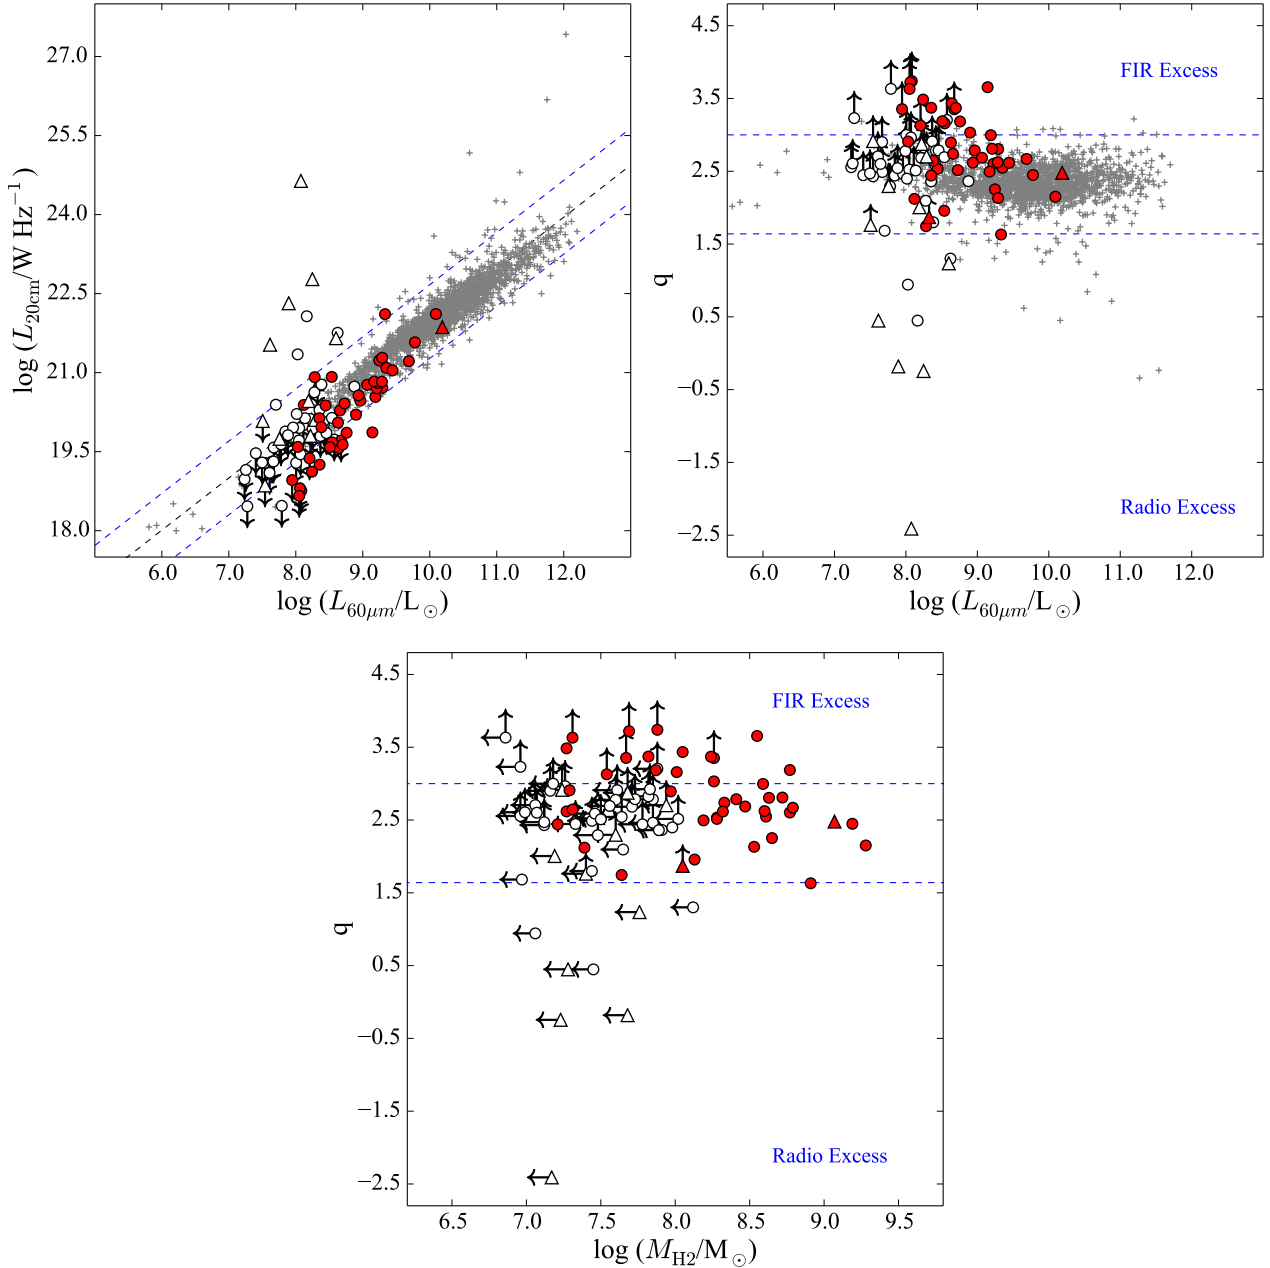 27.0
25.5
24.0
22.5
21.0
19.5
18.0
log (L20cm/W Hz−1)
6.0 7.0 8.0 9.0 10.0 11.0 12.0
log (L60μm/L⊙)
4.5
3.5
2.5
1.5
0.5
−0.5
−1.5
−2.5
q
FIR Excess
Radio Excess
6.0 7.0 8.0 9.0 10.0 11.0 12.0
log (L60μm/L⊙)
4.5
3.5
2.5
1.5
0.5
−0.5
−1.5
−2.5
q
FIR Excess
Radio Excess
6.5 7.0 7.5 8.0 8.5 9.0 9.5
log (MH2/M⊙)